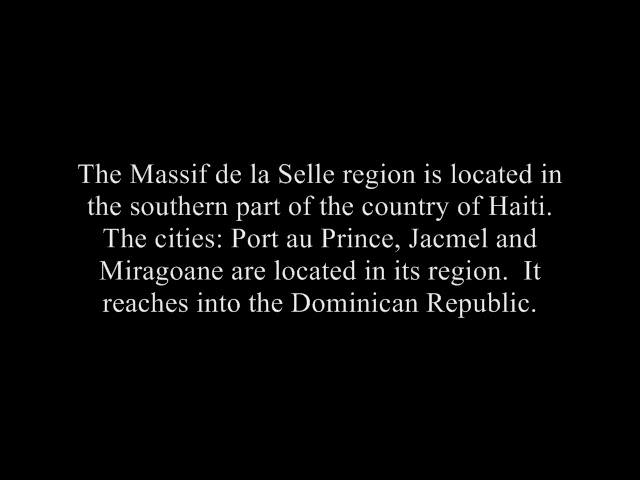 The Massif de la Selle region is located in
the southern part of the country of Haiti.
The cities: Port au Prince, Jacmel and
Miragoane are located in its region.  It
reaches into the Dominican Republic.